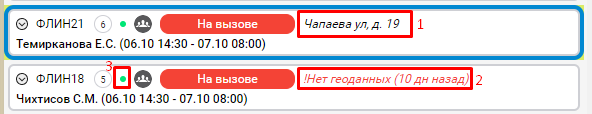 ФЛИН21 6 На вызове Чапаева ул, д. 19 1
Темирканова Е.С. (06.10 14:30 - 07.10 08:00)
3
ФЛИН18 5 На вызове !Нет геоданных (10 дн назад) 2
Чихтисов С.М. (06.10 14:30 - 07.10 08:00)